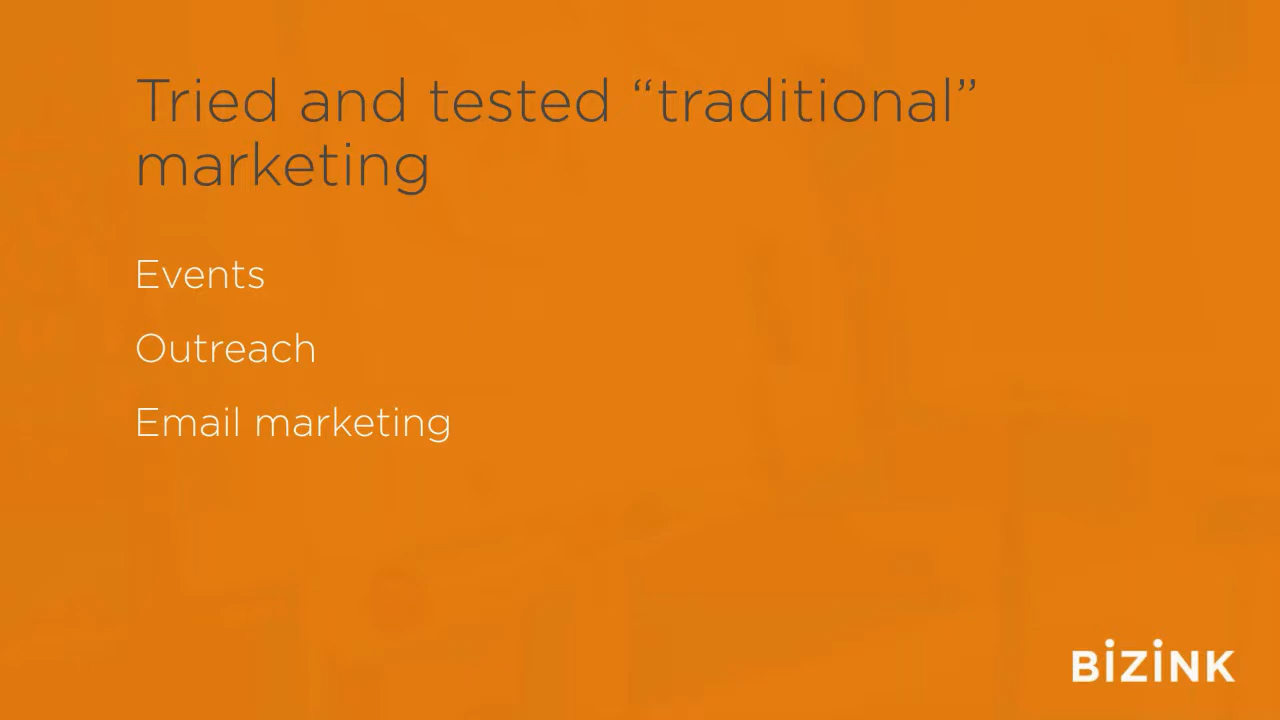 Tried and tested “traditional”
marketing
Events
Outreach
Email marketing
BiZiNK